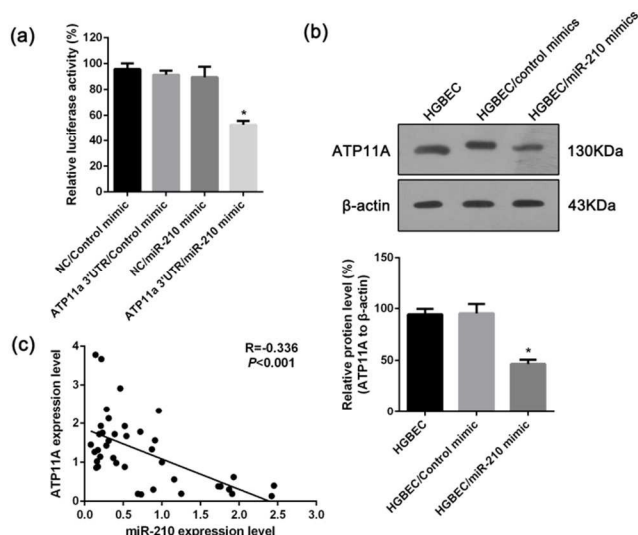 (a)
Relative luciferase activity (%)
120
100
80
60
40
20
0
*
NC/Control mimic
ATP11a 3'UTR/Control mimic
NC/miR-210 mimic
ATP11a 3'UTR/miR-210 mimic
(b)
HGBEC
HGBEC/control mimics
HGBEC/miR-210 mimics
ATP11A
130KDa
β-actin
43KDa
Relative protien level (%)
(ATP11A to β-actin)
150
100
50
0
*
HGBEC
HGBEC/Control mimic
HGBEC/miR-210 mimic
(c)
R=-0.336
P<0.001
ATP11A expression level
4
3
2
1
0
0.0 0.5 1.0 1.5 2.0 2.5 3.0
miR-210 expression level